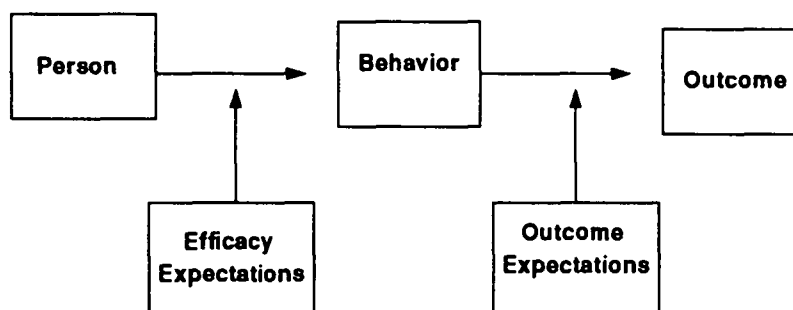 Person
Behavior
Outcome
Efficacy
Expectations
Outcome
Expectations